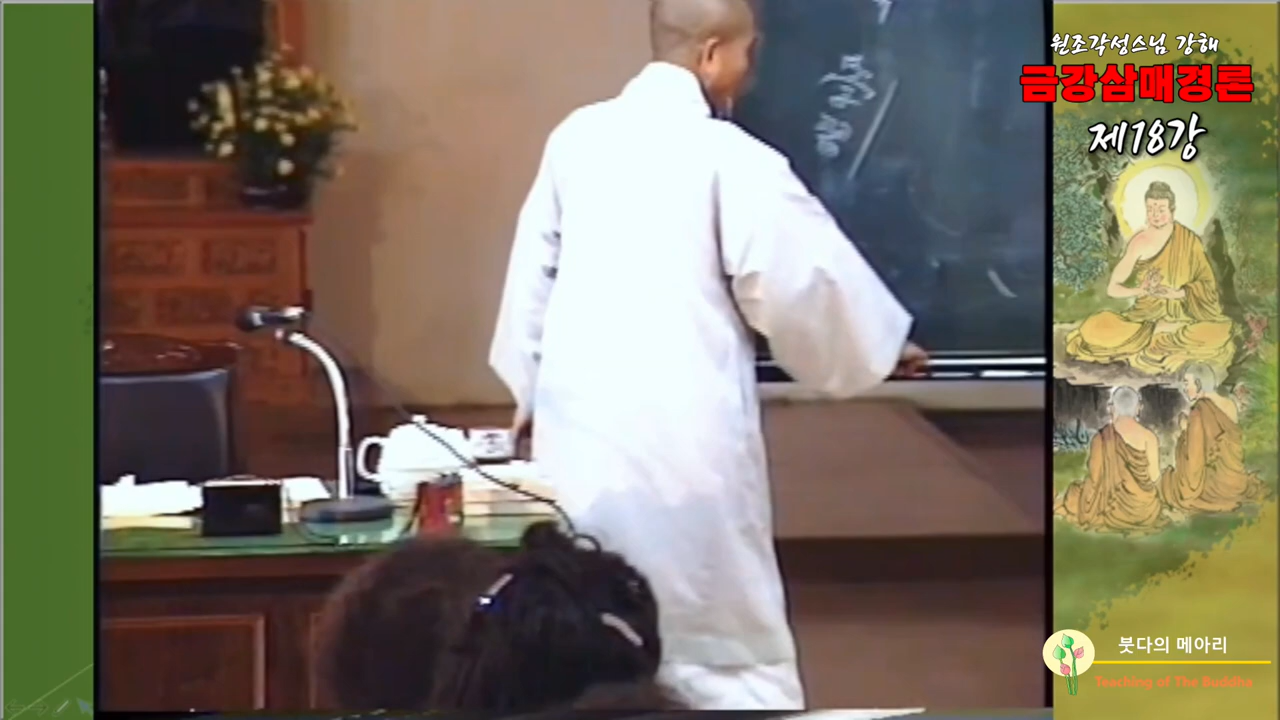 원조각성스님 강해
금강삼매경론
제18강
붓다의 메아리
Teaching of The Buddha